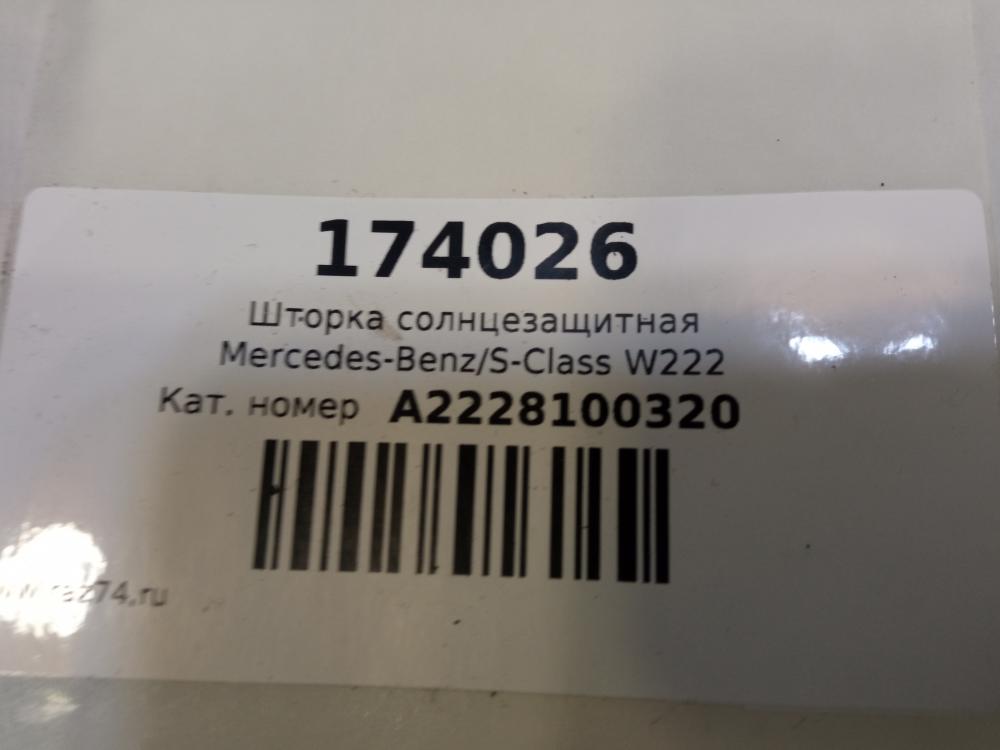 174026
Шторка солнцезащитная
Mercedes-Benz/S-Class W222
Кат. номер A2228100320